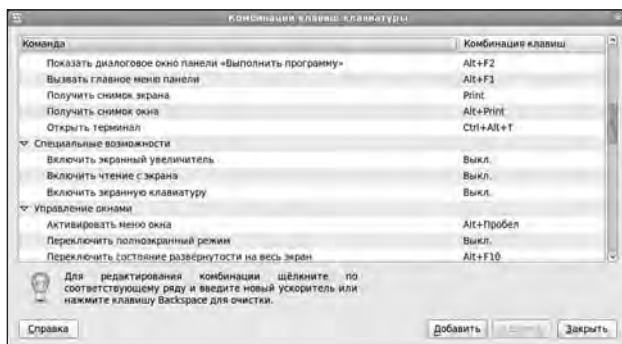 Комбинации клавиш клавиатуры
Команда Комбинация клавиш
Показать диалоговое окно панели «Выполнить программу» Alt+F2
Вызвать главное меню панели Alt+F1
Получить снимок экрана Print
Получить снимок окна Alt+Print
Открыть терминал Ctrl+Alt+T
Специальные возможности
Включить экранный увеличитель Выкл.
Включить чтение с экрана Выкл.
Включить экранную клавиатуру Выкл.
Управление окнами
Активировать меню окна Alt+Пробел
Переключить полноэкранный режим Выкл.
Переключить состояние развёрнутости на весь экран Alt+F10
Для редактирования комбинации щёлкните по
соответствующему ряду и введите новый ускоритель или
нажмите клавишу Backspace для очистки.
Справка Добавить Закрыть